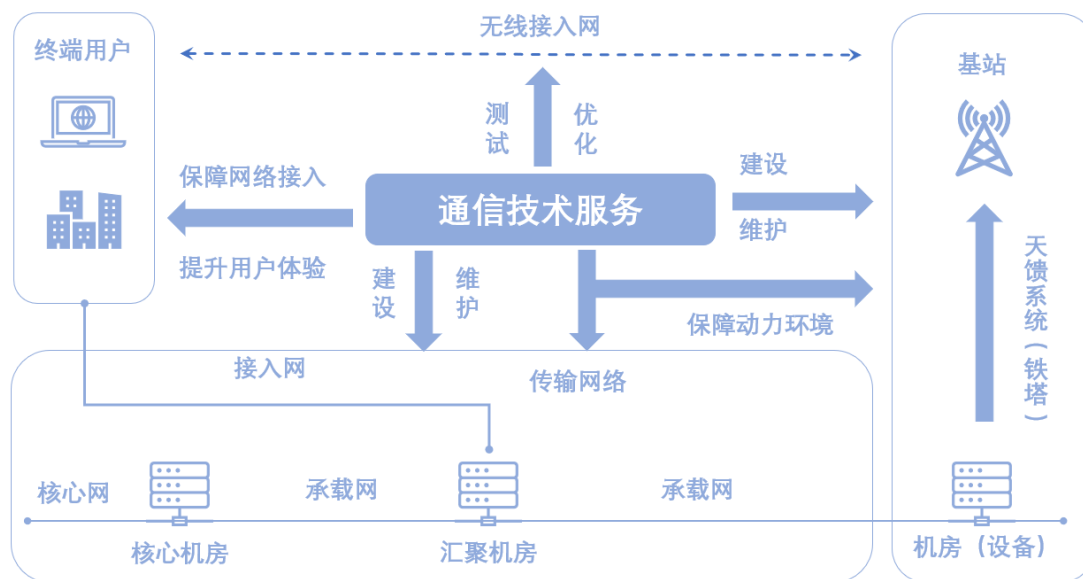 无线接入网
终端用户
基站
测试
优化
保障网络接入
通信技术服务
建设
维护
提升用户体验
建设
维护
保障动力环境
天馈系统(铁塔)
接入网
传输网络
核心网
承载网
承载网
核心机房
汇聚机房
机房（设备）